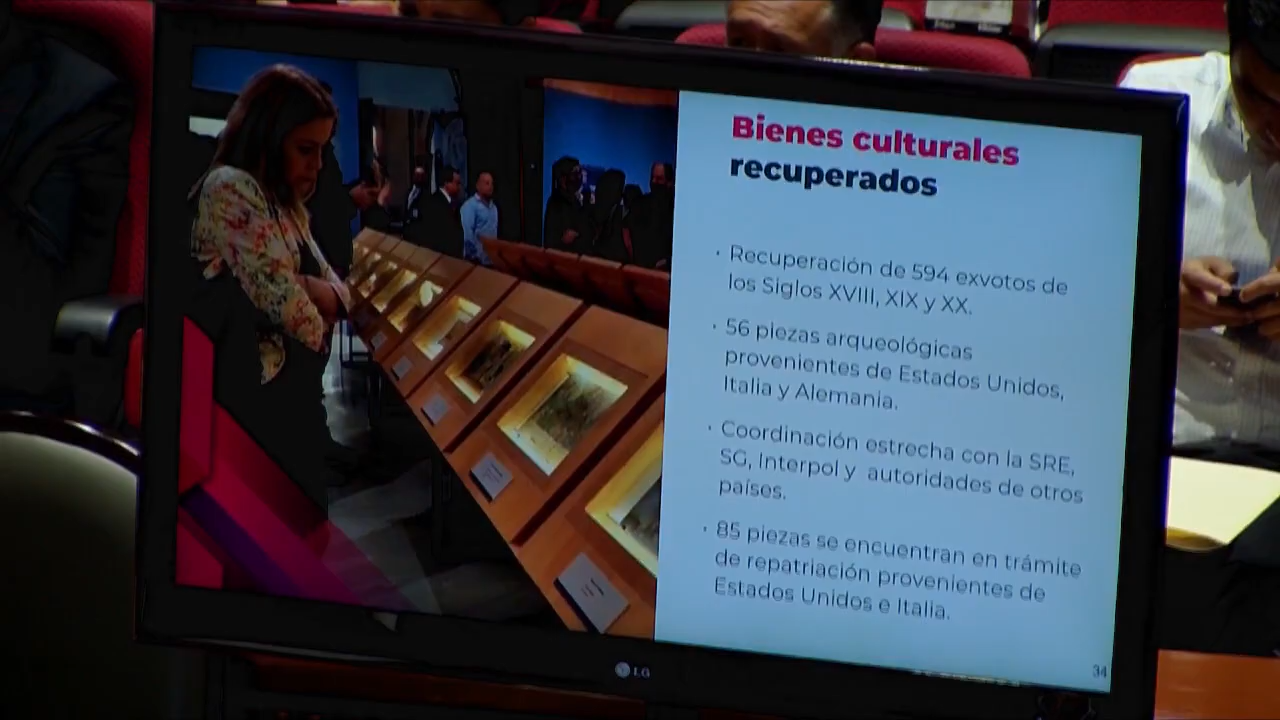 Bienes culturales
recuperados
· Recuperación de 594 exvotos de
los Siglos XVIII, XIX y XX.
· 56 piezas arqueológicas
provenientes de Estados Unidos,
Italia y Alemania.
· Coordinación estrecha con la SRE,
SG, Interpol y autoridades de otros
países.
· 85 piezas se encuentran en trámite
de repatriación provenientes de
Estados Unidos e Italia.
34
LG